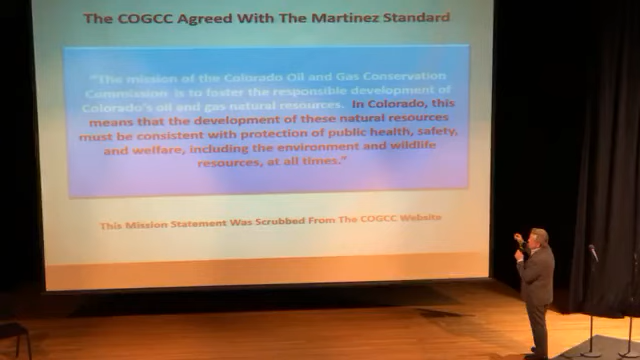 The COGCC Agreed With The Martinez Standard
"The mission of the Colorado Oil and Gas Conservation
Commission is to foster the responsible development of
Colorado's oil and gas natural resources. In Colorado, this
means that the development of these natural resources
must be consistent with protection of public health, safety,
and welfare, including the environment and wildlife
resources, at all times."
This Mission Statement Was Scrubbed From The COGCC Website